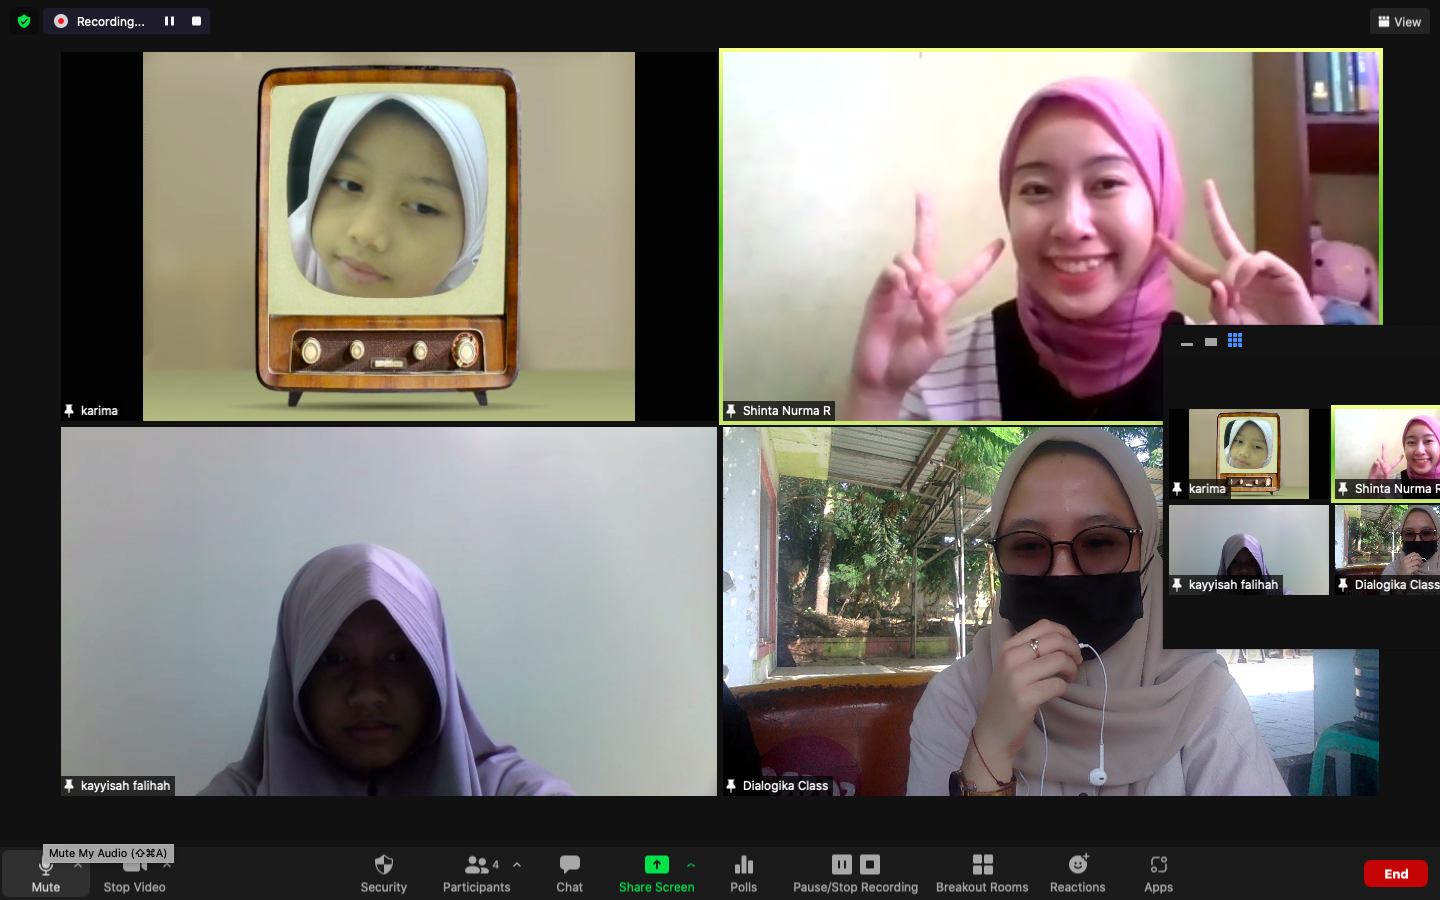 Recording...
View
karima
Shinta Nurma R
karima
Shinta Nurma R
kayyisah falihah
Dialogika Class
kayyisah falihah
Dialogika Class
Mute My Audio (⇧⌘A)
Mute
Stop Video
Security
Participants
4
Chat
Share Screen
Polls
Pause/Stop Recording
Breakout Rooms
Reactions
Apps
End